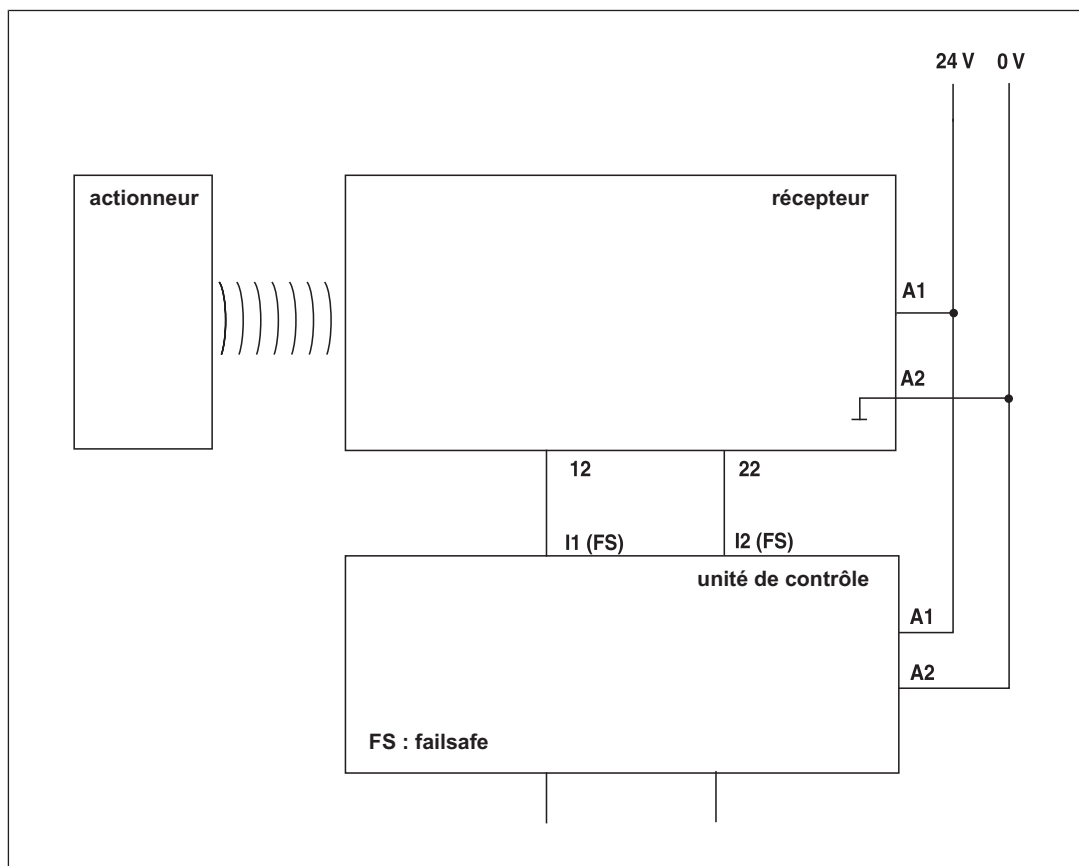 24 V 0 V
actionneur
récepteur
A1
A2
12
22
I1 (FS)
I2 (FS)
unité de contrôle
A1
A2
FS : failsafe